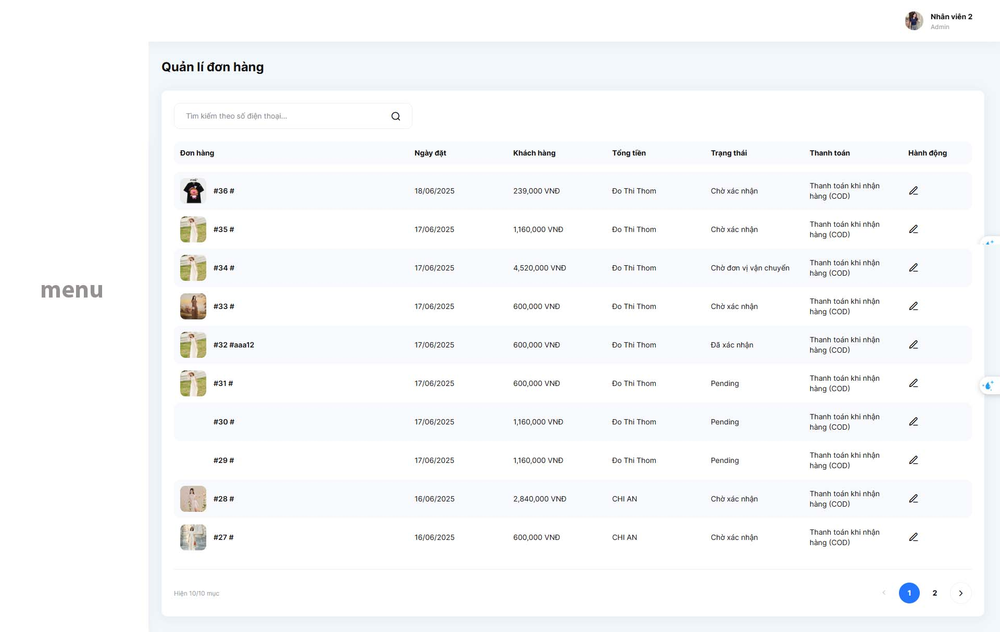 Nhân viên 2
Admin
Quản lí đơn hàng
Tìm kiếm theo số điện thoại...
Đơn hàng Ngày đặt Khách hàng Tổng tiền Trạng thái Thanh toán Hành động
#36 # 18/06/2025 239,000 VNĐ Đo Thi Thom Chờ xác nhận Thanh toán khi nhận
hàng (COD)
#35 # 17/06/2025 1,160,000 VNĐ Đo Thi Thom Chờ xác nhận Thanh toán khi nhận
hàng (COD)
#34 # 17/06/2025 4,520,000 VNĐ Đo Thi Thom Chờ đơn vị vận chuyển Thanh toán khi nhận
hàng (COD)
menu
#33 # 17/06/2025 600,000 VNĐ Đo Thi Thom Chờ xác nhận Thanh toán khi nhận
hàng (COD)
#32 #aaa12 17/06/2025 600,000 VNĐ Đo Thi Thom Đã xác nhận Thanh toán khi nhận
hàng (COD)
#31 # 17/06/2025 600,000 VNĐ Đo Thi Thom Pending Thanh toán khi nhận
hàng (COD)
#30 # 17/06/2025 1,160,000 VNĐ Đo Thi Thom Pending Thanh toán khi nhận
hàng (COD)
#29 # 17/06/2025 1,160,000 VNĐ Đo Thi Thom Pending Thanh toán khi nhận
hàng (COD)
#28 # 16/06/2025 2,840,000 VNĐ CHI AN Chờ xác nhận Thanh toán khi nhận
hàng (COD)
#27 # 16/06/2025 600,000 VNĐ CHI AN Chờ xác nhận Thanh toán khi nhận
hàng (COD)
Hiện 10/10 mục 1 2